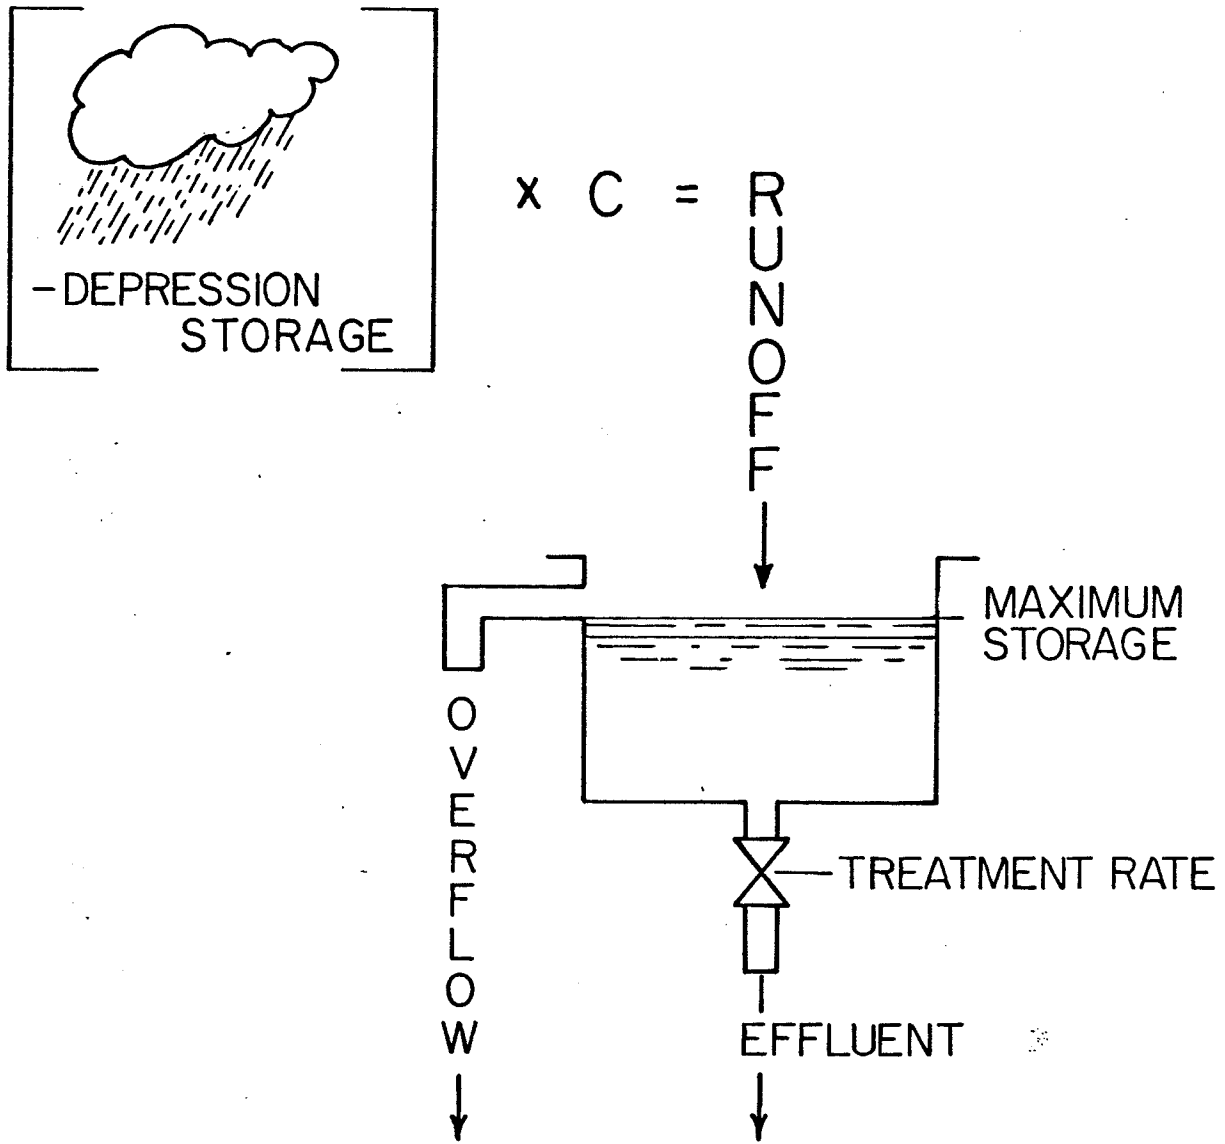 – DEPRESSION
STORAGE
x C = RUNOFF
MAXIMUM
STORAGE
OVERFLOW
TREATMENT RATE
EFFLUENT